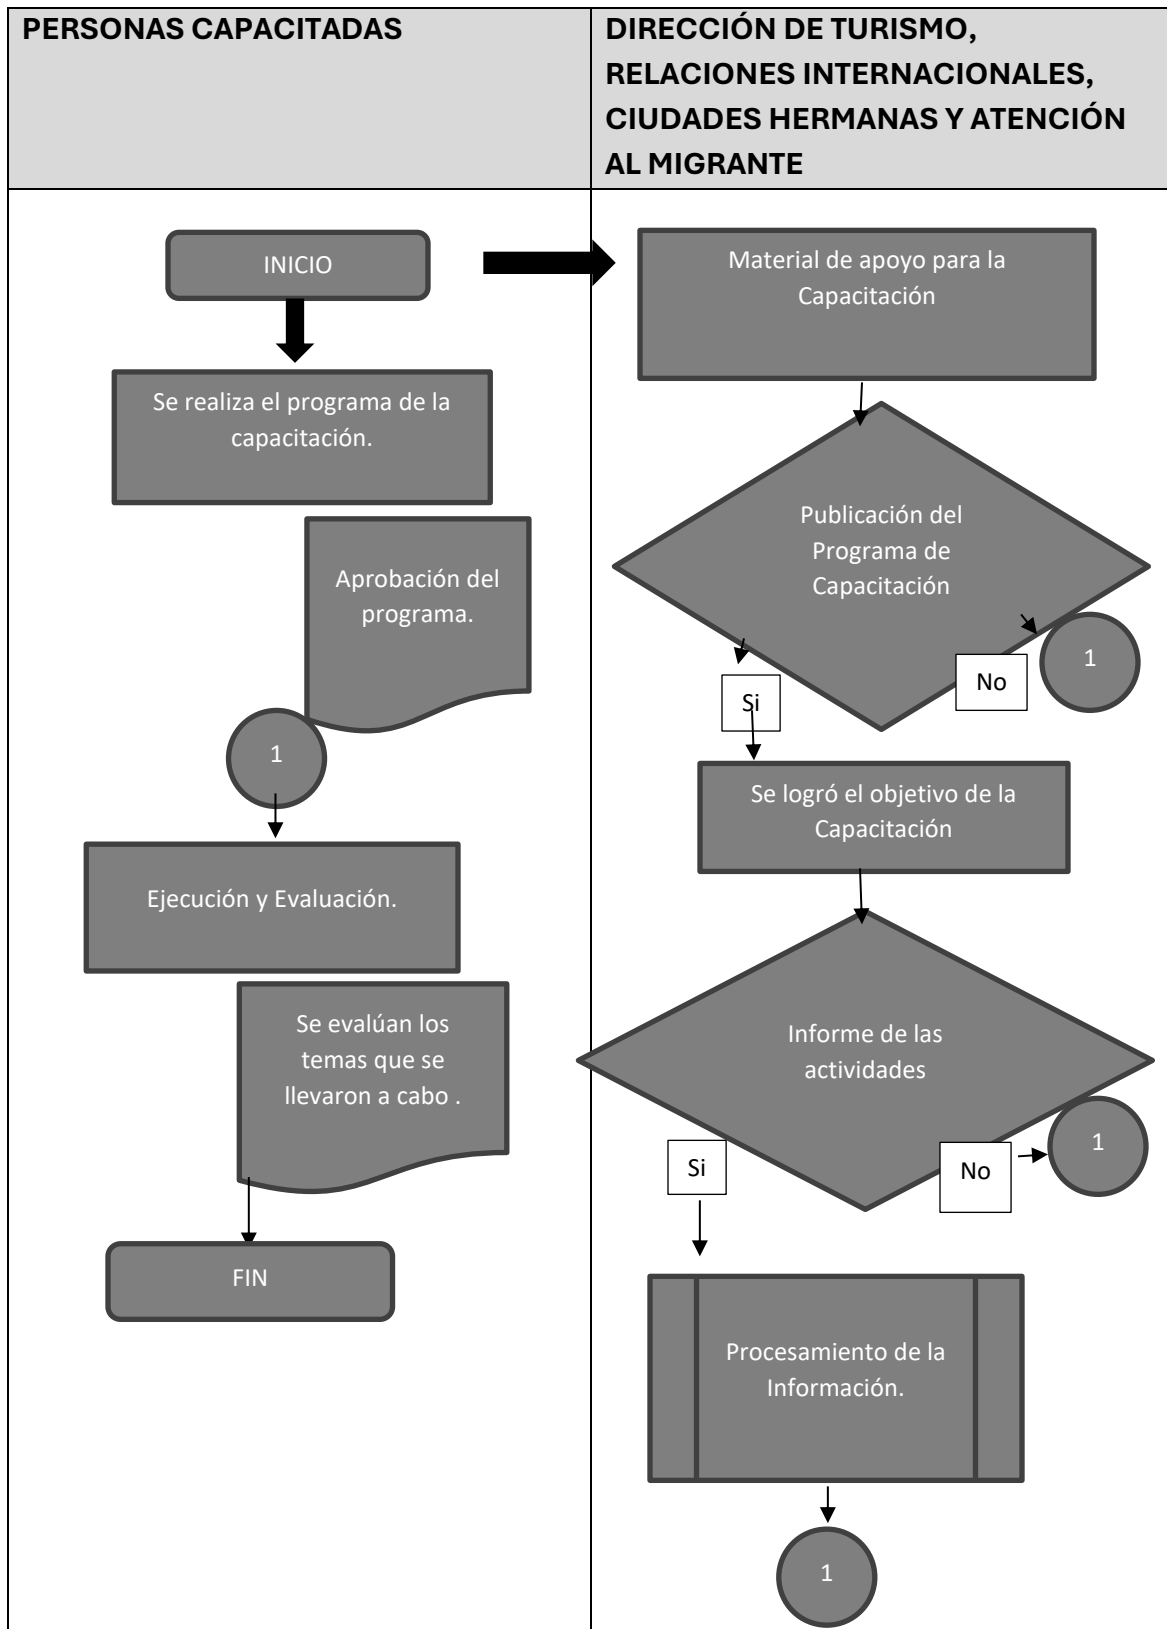 PERSONAS CAPACITADAS
DIRECCIÓN DE TURISMO,
RELACIONES INTERNACIONALES,
CIUDADES HERMANAS Y ATENCIÓN
AL MIGRANTE
INICIO
Se realiza el programa de la
capacitación.
Aprobación del
programa.
1
Ejecución y Evaluación.
Se evalúan los
temas que se
llevaron a cabo .
FIN
Material de apoyo para la
Capacitación
Publicación del
Programa de
Capacitación
1
No
Si
Se logró el objetivo de la
Capacitación
Informe de las
actividades
1
Si
No
Procesamiento de la
Información.
1